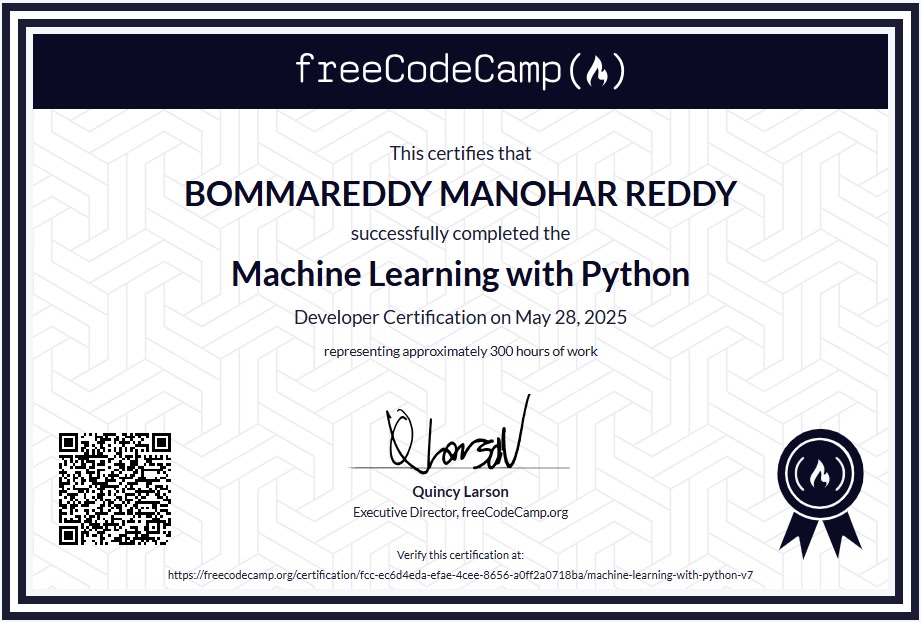 freeCodeCamp(🔥)
This certifies that
BOMMAREDDY MANOHAR REDDY
successfully completed the
Machine Learning with Python
Developer Certification on May 28, 2025
representing approximately 300 hours of work
Quincy Larson
Executive Director, freeCodeCamp.org
Verify this certification at:
https://freecodecamp.org/certification/fcc-ec6d4eda-efae-4cee-8656-a0ff2a0718ba/machine-learning-with-python-v7